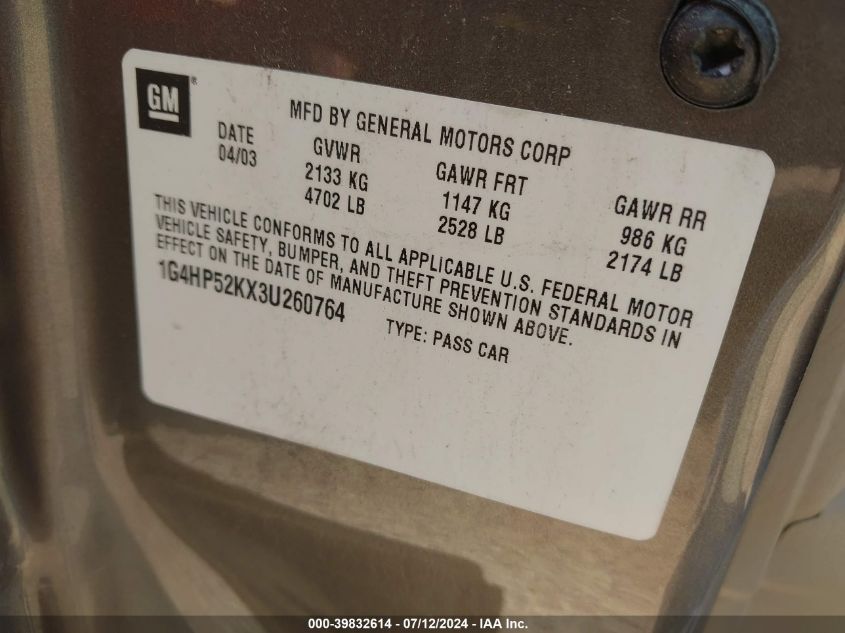 GM®
MFD BY GENERAL MOTORS CORP
DATE
04/03
GVWR
2133 KG
4702 LB
GAWR FRT
1147 KG
2528 LB
GAWR RR
986 KG
2174 LB
THIS VEHICLE CONFORMS TO ALL APPLICABLE U.S. FEDERAL MOTOR
VEHICLE SAFETY, BUMPER, AND THEFT PREVENTION STANDARDS IN
EFFECT ON THE DATE OF MANUFACTURE SHOWN ABOVE.
1G4HP52KX3U260764
TYPE: PASS CAR
000-39832614 - 07/12/2024 - IAA Inc.